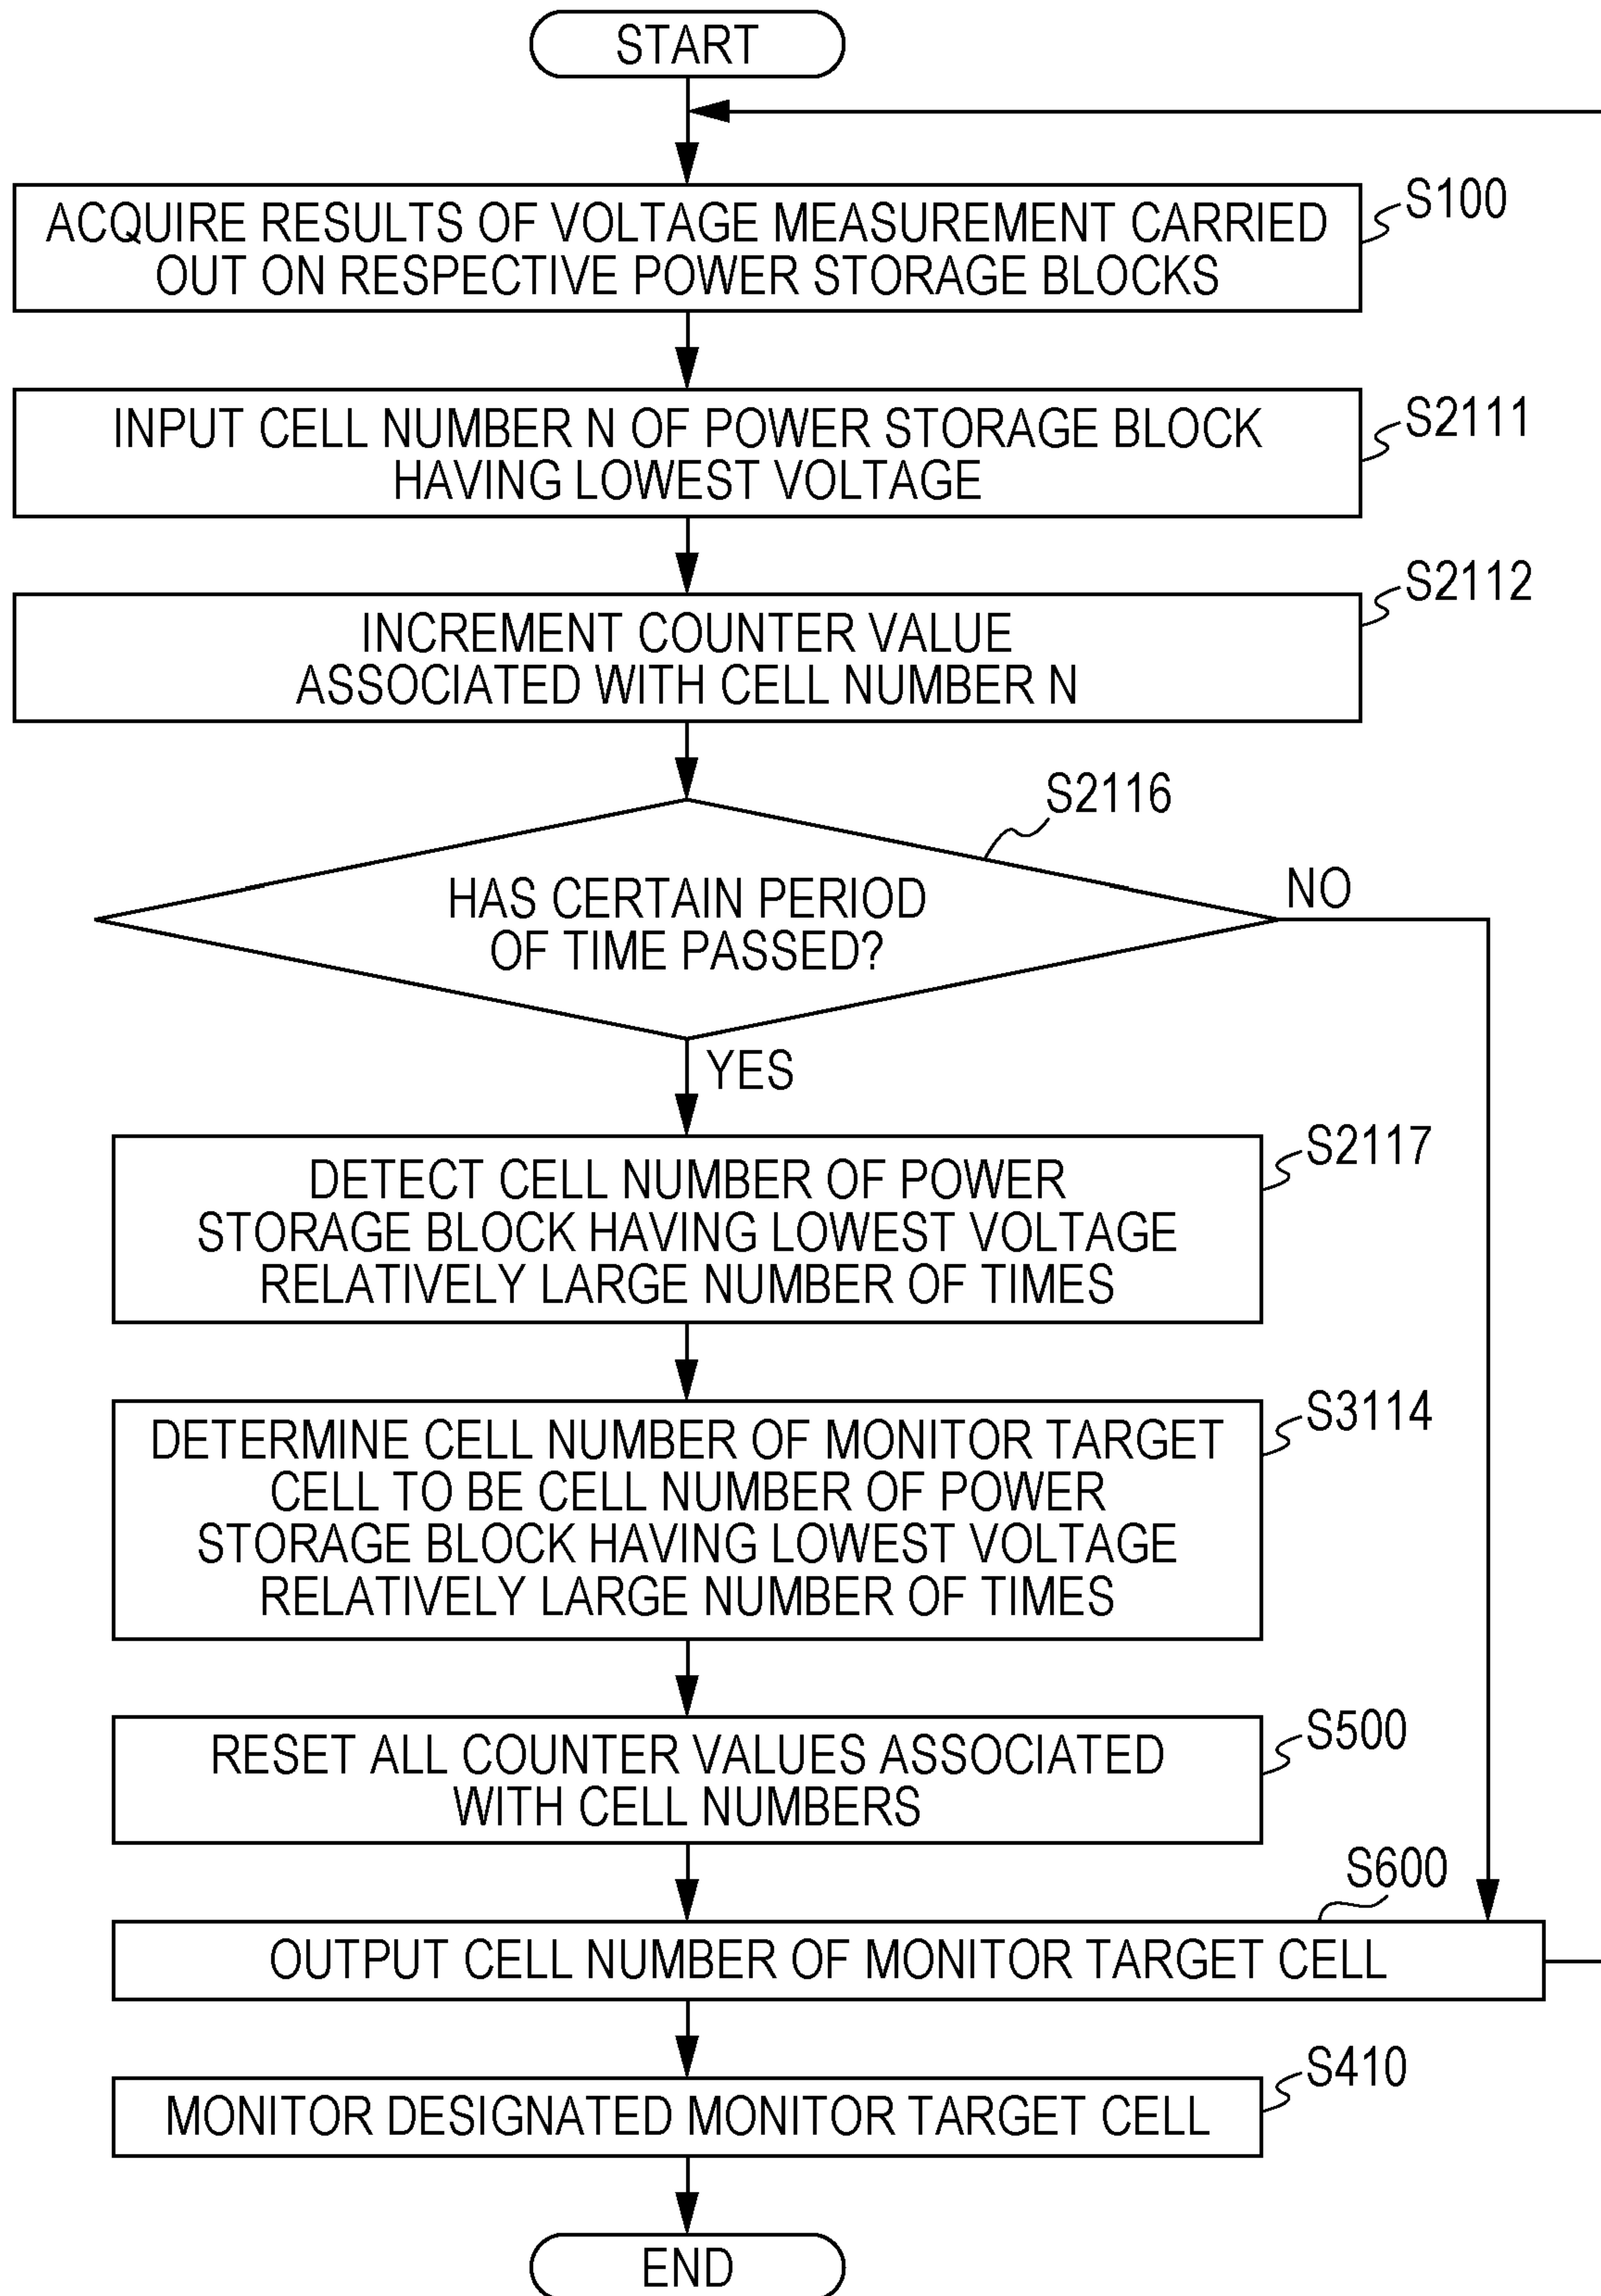 START
ACQUIRE RESULTS OF VOLTAGE MEASUREMENT CARRIED
OUT ON RESPECTIVE POWER STORAGE BLOCKS
S100
INPUT CELL NUMBER N OF POWER STORAGE BLOCK
HAVING LOWEST VOLTAGE
S2111
INCREMENT COUNTER VALUE
ASSOCIATED WITH CELL NUMBER N
S2112
HAS CERTAIN PERIOD
OF TIME PASSED?
S2116
NO
YES
DETECT CELL NUMBER OF POWER
STORAGE BLOCK HAVING LOWEST VOLTAGE
RELATIVELY LARGE NUMBER OF TIMES
S2117
DETERMINE CELL NUMBER OF MONITOR TARGET
CELL TO BE CELL NUMBER OF POWER
STORAGE BLOCK HAVING LOWEST VOLTAGE
RELATIVELY LARGE NUMBER OF TIMES
S3114
RESET ALL COUNTER VALUES ASSOCIATED
WITH CELL NUMBERS
S500
S600
OUTPUT CELL NUMBER OF MONITOR TARGET CELL
MONITOR DESIGNATED MONITOR TARGET CELL
S410
END